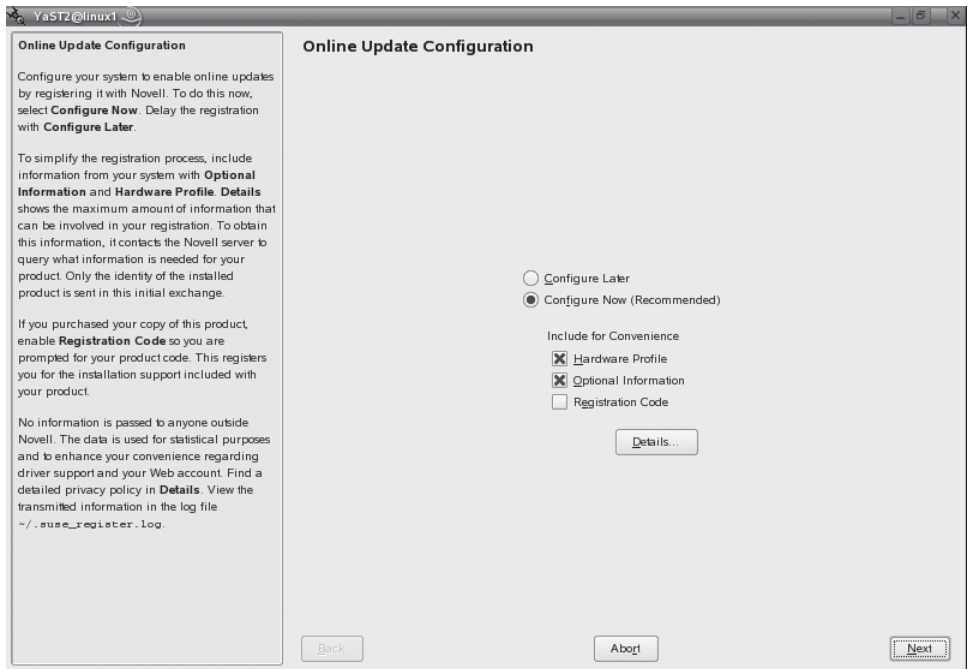 YaST2@linux1
Online Update Configuration
Configure your system to enable online updates
by registering it with Novell. To do this now,
select Configure Now. Delay the registration
with Configure Later.
To simplify the registration process, include
information from your system with Optional
Information and Hardware Profile. Details
shows the maximum amount of information that
can be involved in your registration. To obtain
this information, it contacts the Novell server to
query what information is needed for your
product. Only the identity of the installed
product is sent in this initial exchange.
If you purchased your copy of this product,
enable Registration Code so you are
prompted for your product code. This registers
you for the installation support included with
your product.
No information is passed to anyone outside
Novell. The data is used for statistical purposes
and to enhance your convenience regarding
driver support and your Web account. Find a
detailed privacy policy in Details. View the
transmitted information in the log file
~/.suse_register.log.
Online Update Configuration
Configure Later
Configure Now (Recommended)
Include for Convenience
Hardware Profile
Optional Information
Registration Code
Details...
Back
Abort
Next